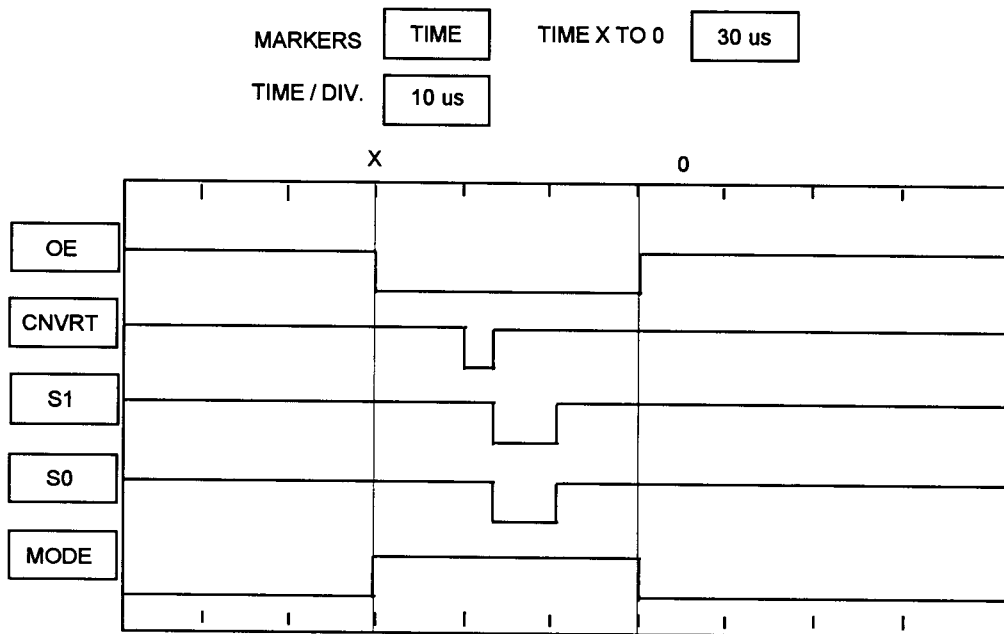 MARKERS TIME TIME X TO 0 30 us
TIME / DIV. 10 us
X 0
OE
CNVRT
S1
S0
MODE